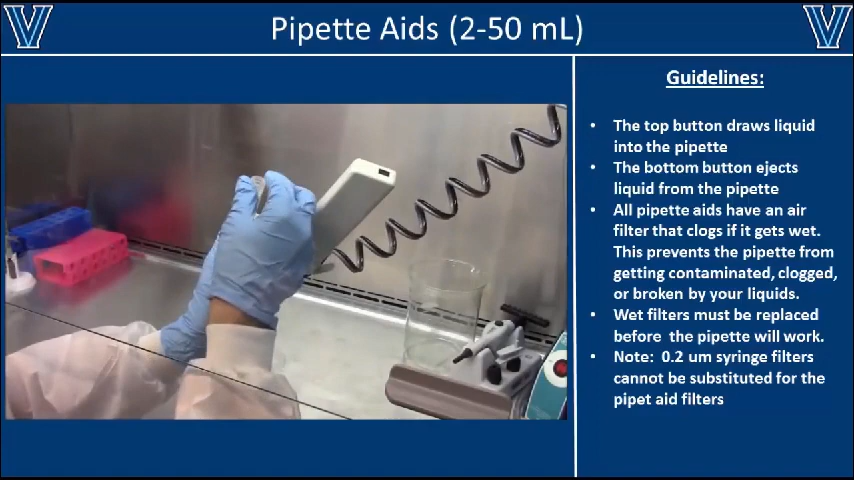 Pipette Aids (2-50 mL)
Guidelines:
• The top button draws liquid
into the pipette
• The bottom button ejects
liquid from the pipette
• All pipette aids have an air
filter that clogs if it gets wet.
This prevents the pipette from
getting contaminated, clogged,
or broken by your liquids.
• Wet filters must be replaced
before the pipette will work.
• Note: 0.2 um syringe filters
cannot be substituted for the
pipet aid filters